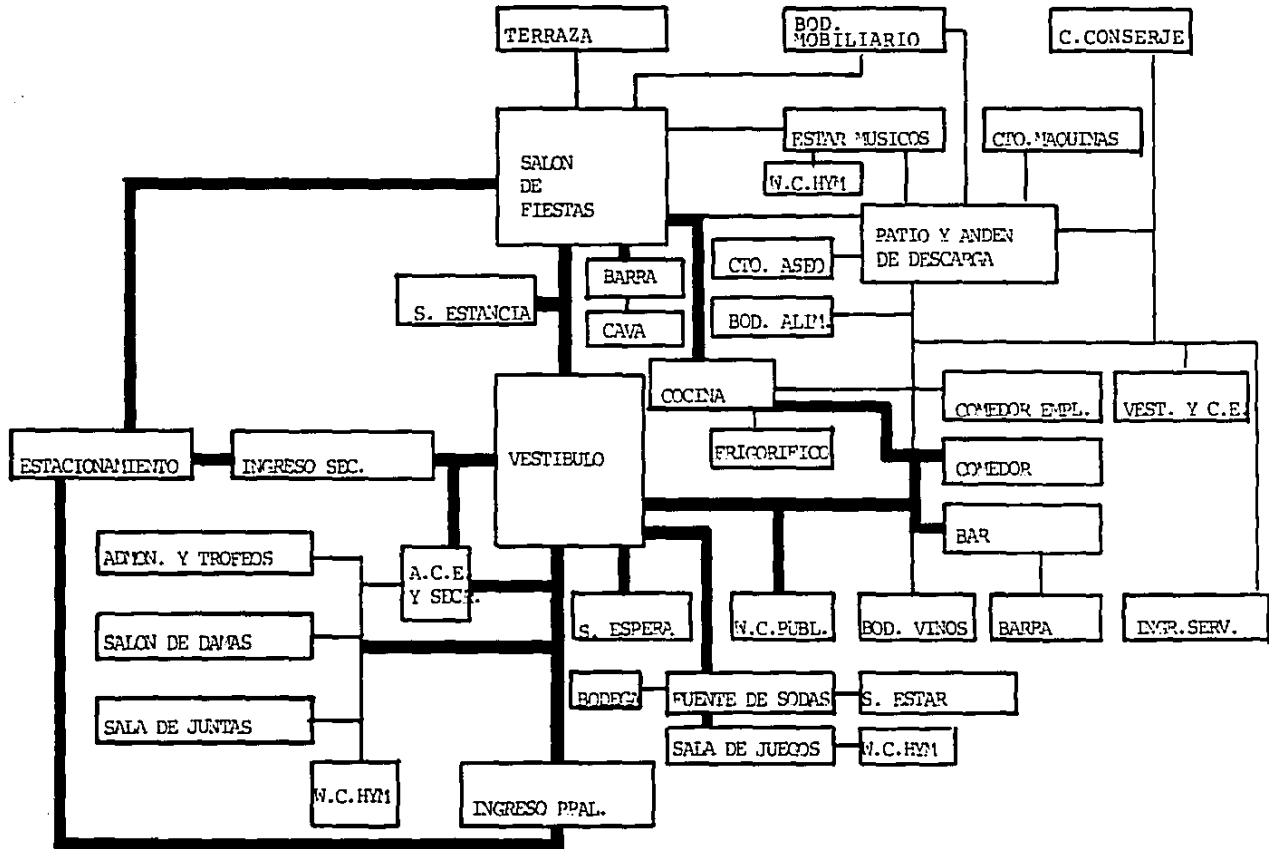 TERRAZA
BOD.
MOBILIARIO
C.CONSERJE
SALON
DE
FIESTAS
ESTAR MUSICOS
CTO.MAQUINAS
W.C.HYM
PATIO Y ANDEN
DE DESCARGA
CTO. ASEO
BARRA
S. ESTANCIA
CAVA
BOD. ALIM.
COCINA
COMEDOR EMPL.
VEST. Y C.E.
ESTACIONAMIENTO
INGRESO SEC.
VESTIBULO
FRIGORIFICO
COMEDOR
BAR
ADMON. Y TROFEOS
A.C.E.
Y SECR.
S. ESPERA
W.C.PUBL.
BOD. VINOS
BARRA
INGR.SERV.
SALON DE DAMAS
BODEGA
FUENTE DE SODAS
S. ESTAR
SALA DE JUNTAS
SALA DE JUEGOS
W.C.HYM
W.C.HYM
INGRESO PPAL.